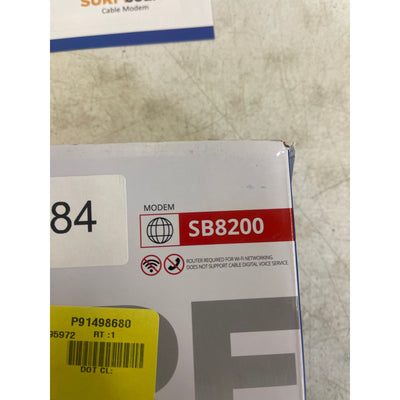 Cable Modem
84
MODEM
SB8200
ROUTER REQUIRED FOR WI-FI NETWORKING.
DOES NOT SUPPORT CABLE DIGITAL VOICE SERVICE.
P91498680
95972 RT :1
DOT CL: